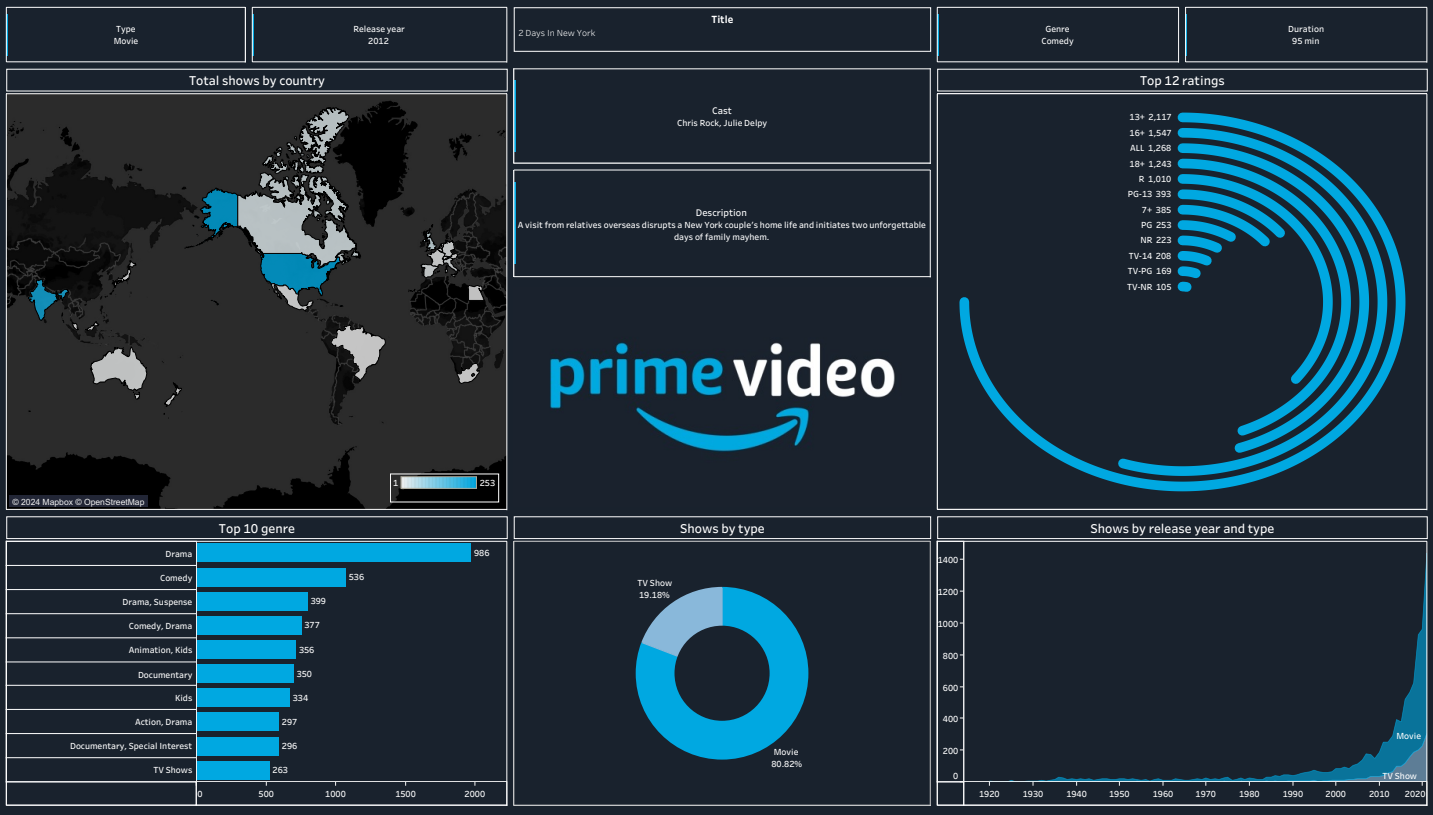 Type
Movie
Release year
2012
Title
2 Days In New York
Genre
Comedy
Duration
95 min
Total shows by country
1
253
© 2024 Mapbox © OpenStreetMap
Cast
Chris Rock, Julie Delpy
Description
A visit from relatives overseas disrupts a New York couple's home life and initiates two unforgettable
days of family mayhem.
prime video
Top 12 ratings
13+ 2,117
16+ 1,547
ALL 1,268
18+ 1,243
R 1,010
PG-13 393
7+ 385
PG 253
NR 223
TV-14 208
TV-PG 169
TV-NR 105
Top 10 genre
Drama 986
Comedy 536
Drama, Suspense 399
Comedy, Drama 377
Animation, Kids 356
Documentary 350
Kids 334
Action, Drama 297
Documentary, Special Interest 296
TV Shows 263
0 500 1000 1500 2000
Shows by type
TV Show
19.18%
Movie
80.82%
Shows by release year and type
1400
1200
1000
800
600
400
200
0
Movie
TV Show
1920 1930 1940 1950 1960 1970 1980 1990 2000 2010 2020